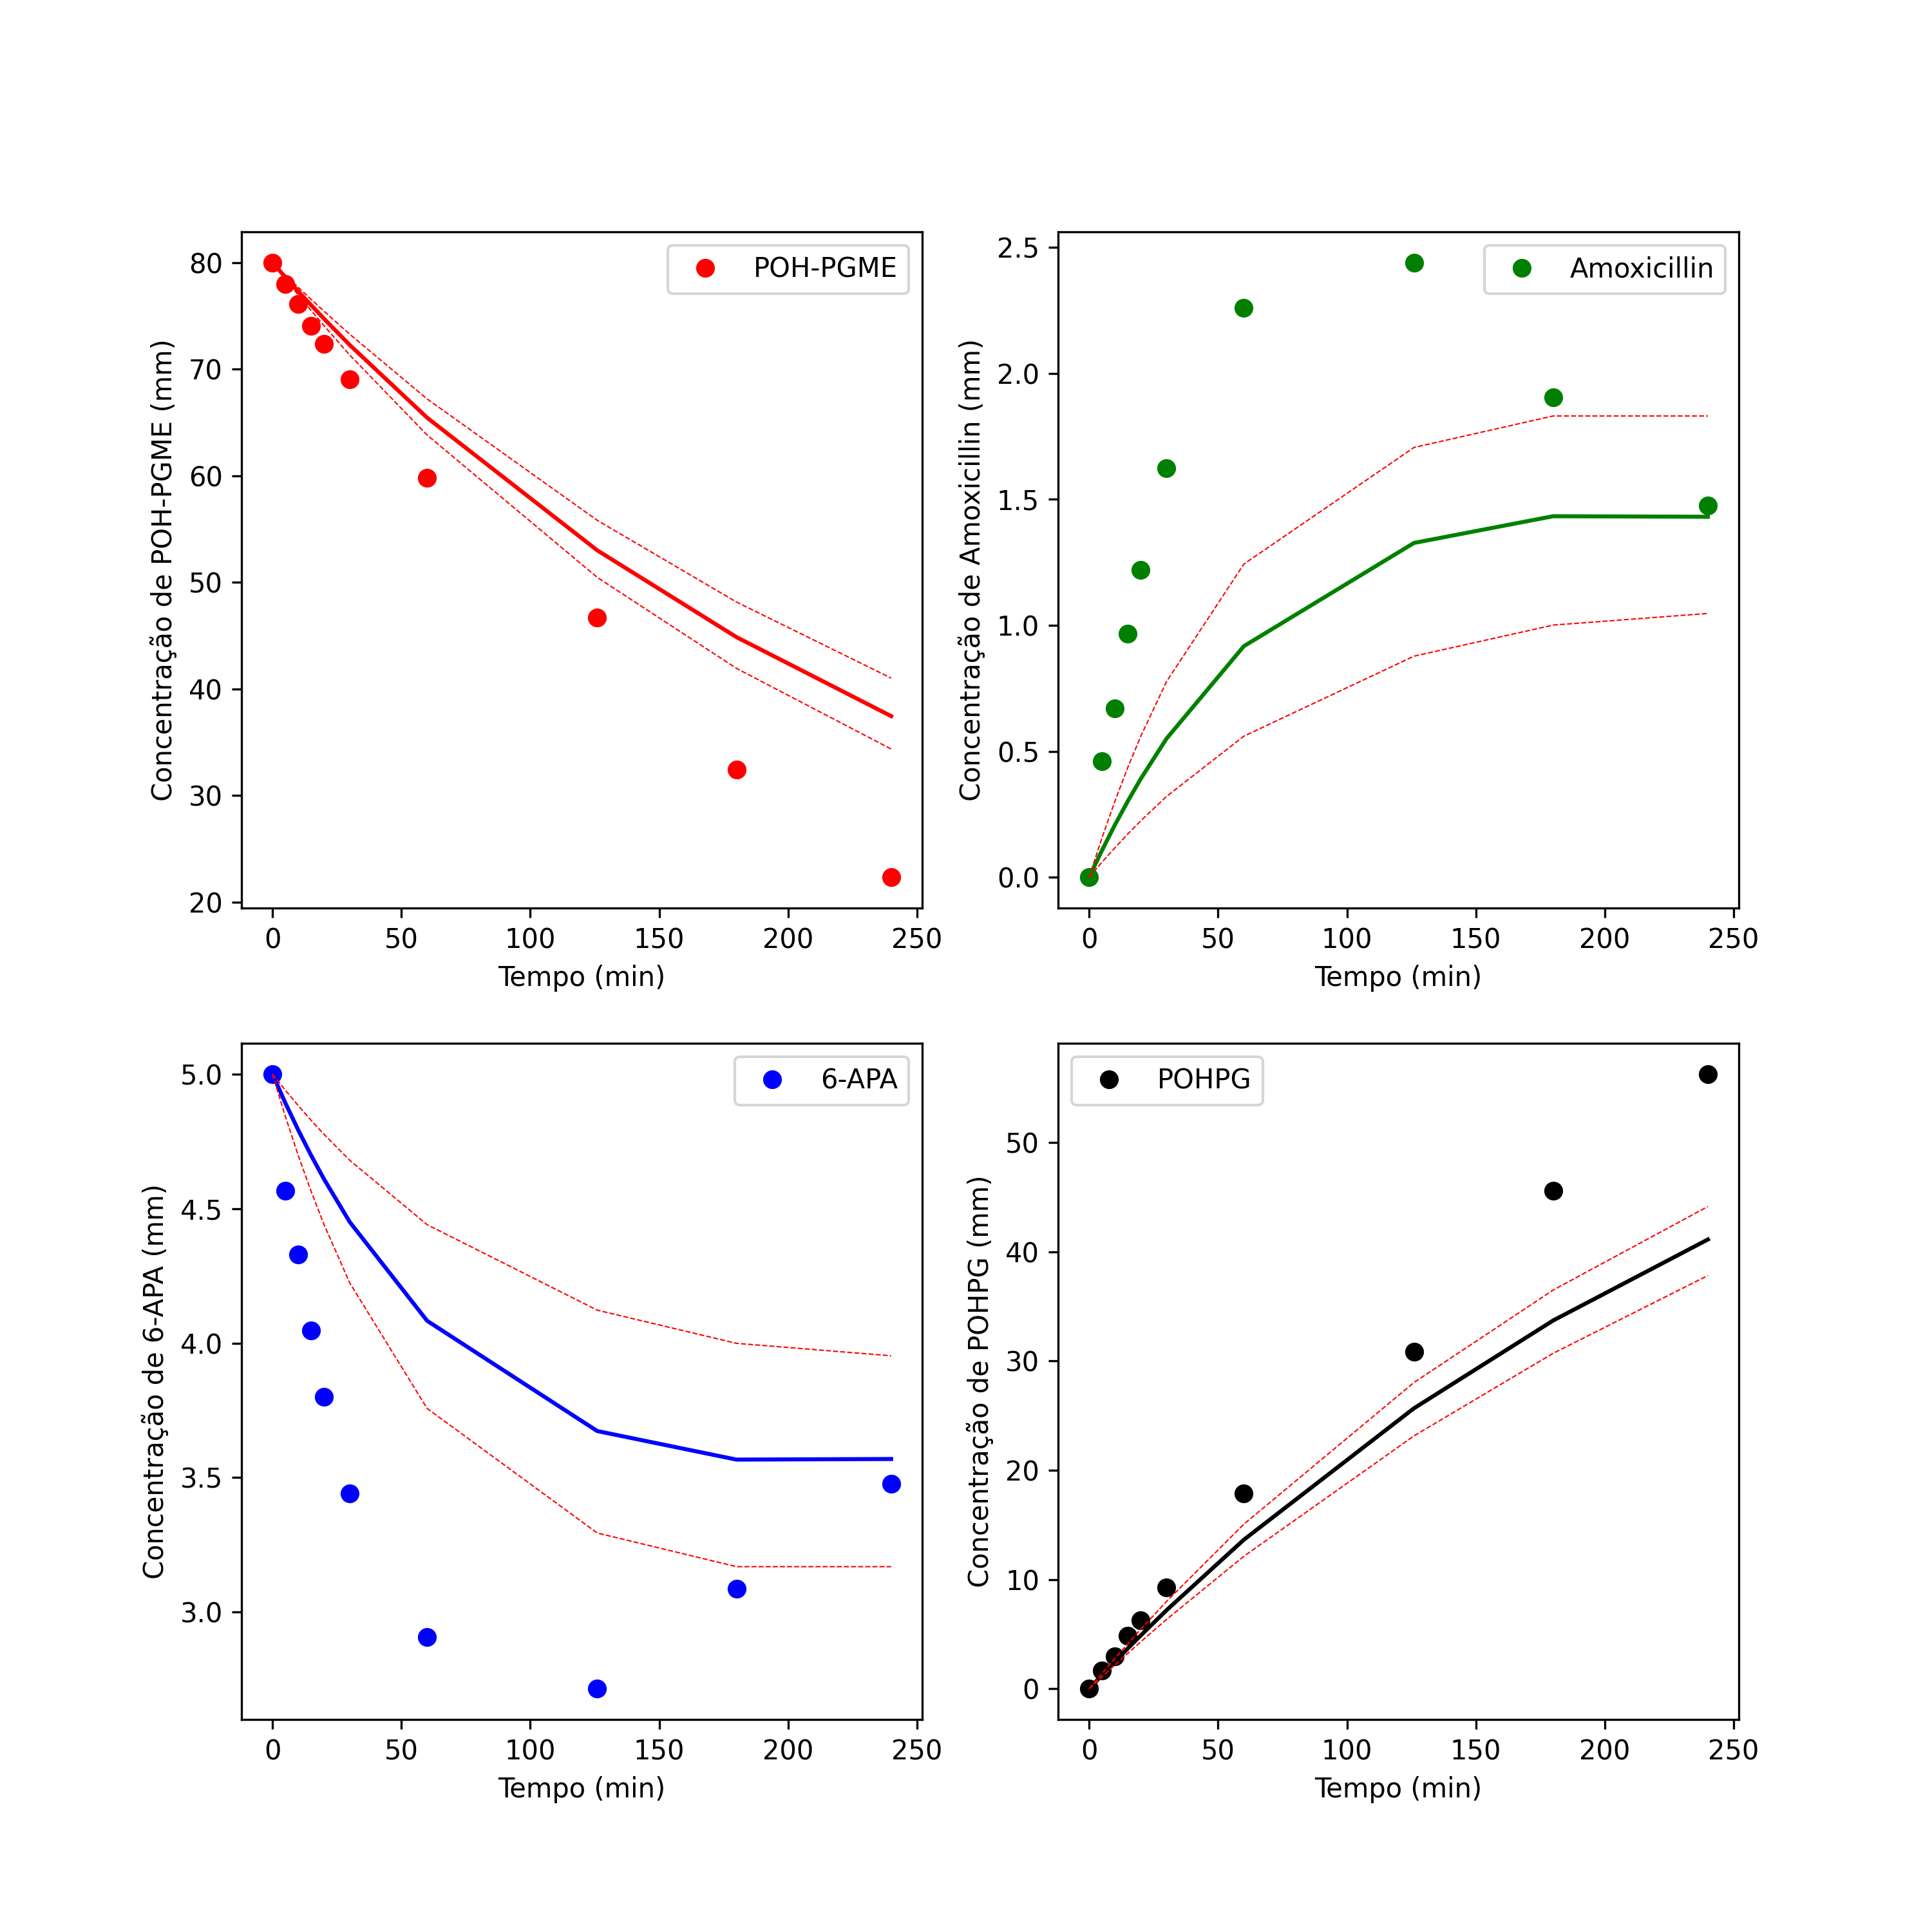 POH-PGME
80
70
60
50
40
30
20
Concentração de POH-PGME (mm)
0 50 100 150 200 250
Tempo (min)
Amoxicillin
2.5
2.0
1.5
1.0
0.5
0.0
Concentração de Amoxicillin (mm)
0 50 100 150 200 250
Tempo (min)
6-APA
5.0
4.5
4.0
3.5
3.0
Concentração de 6-APA (mm)
0 50 100 150 200 250
Tempo (min)
POHPG
50
40
30
20
10
0
Concentração de POHPG (mm)
0 50 100 150 200 250
Tempo (min)